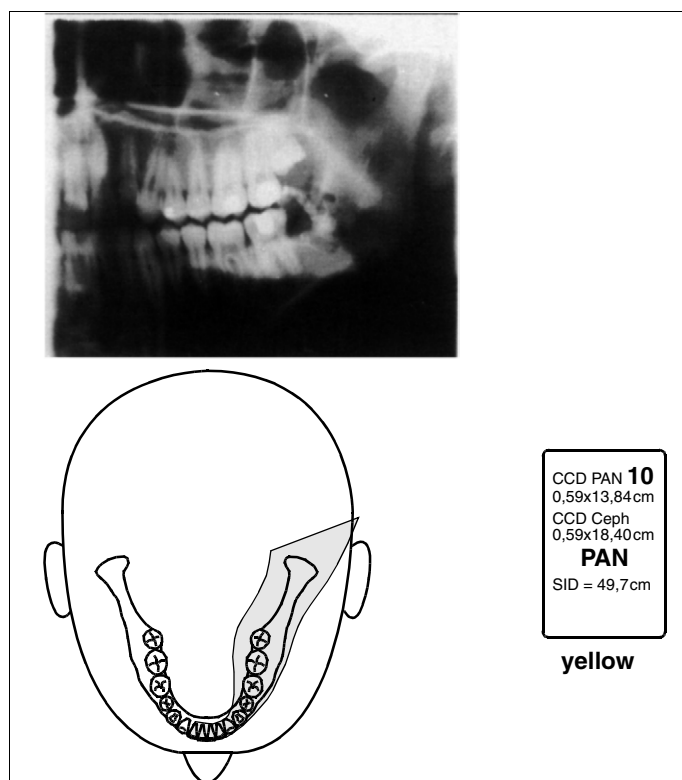 CCD PAN 10
0,59x13,84cm
CCD Ceph
0,59x18,40cm
PAN
SID = 49,7cm
yellow